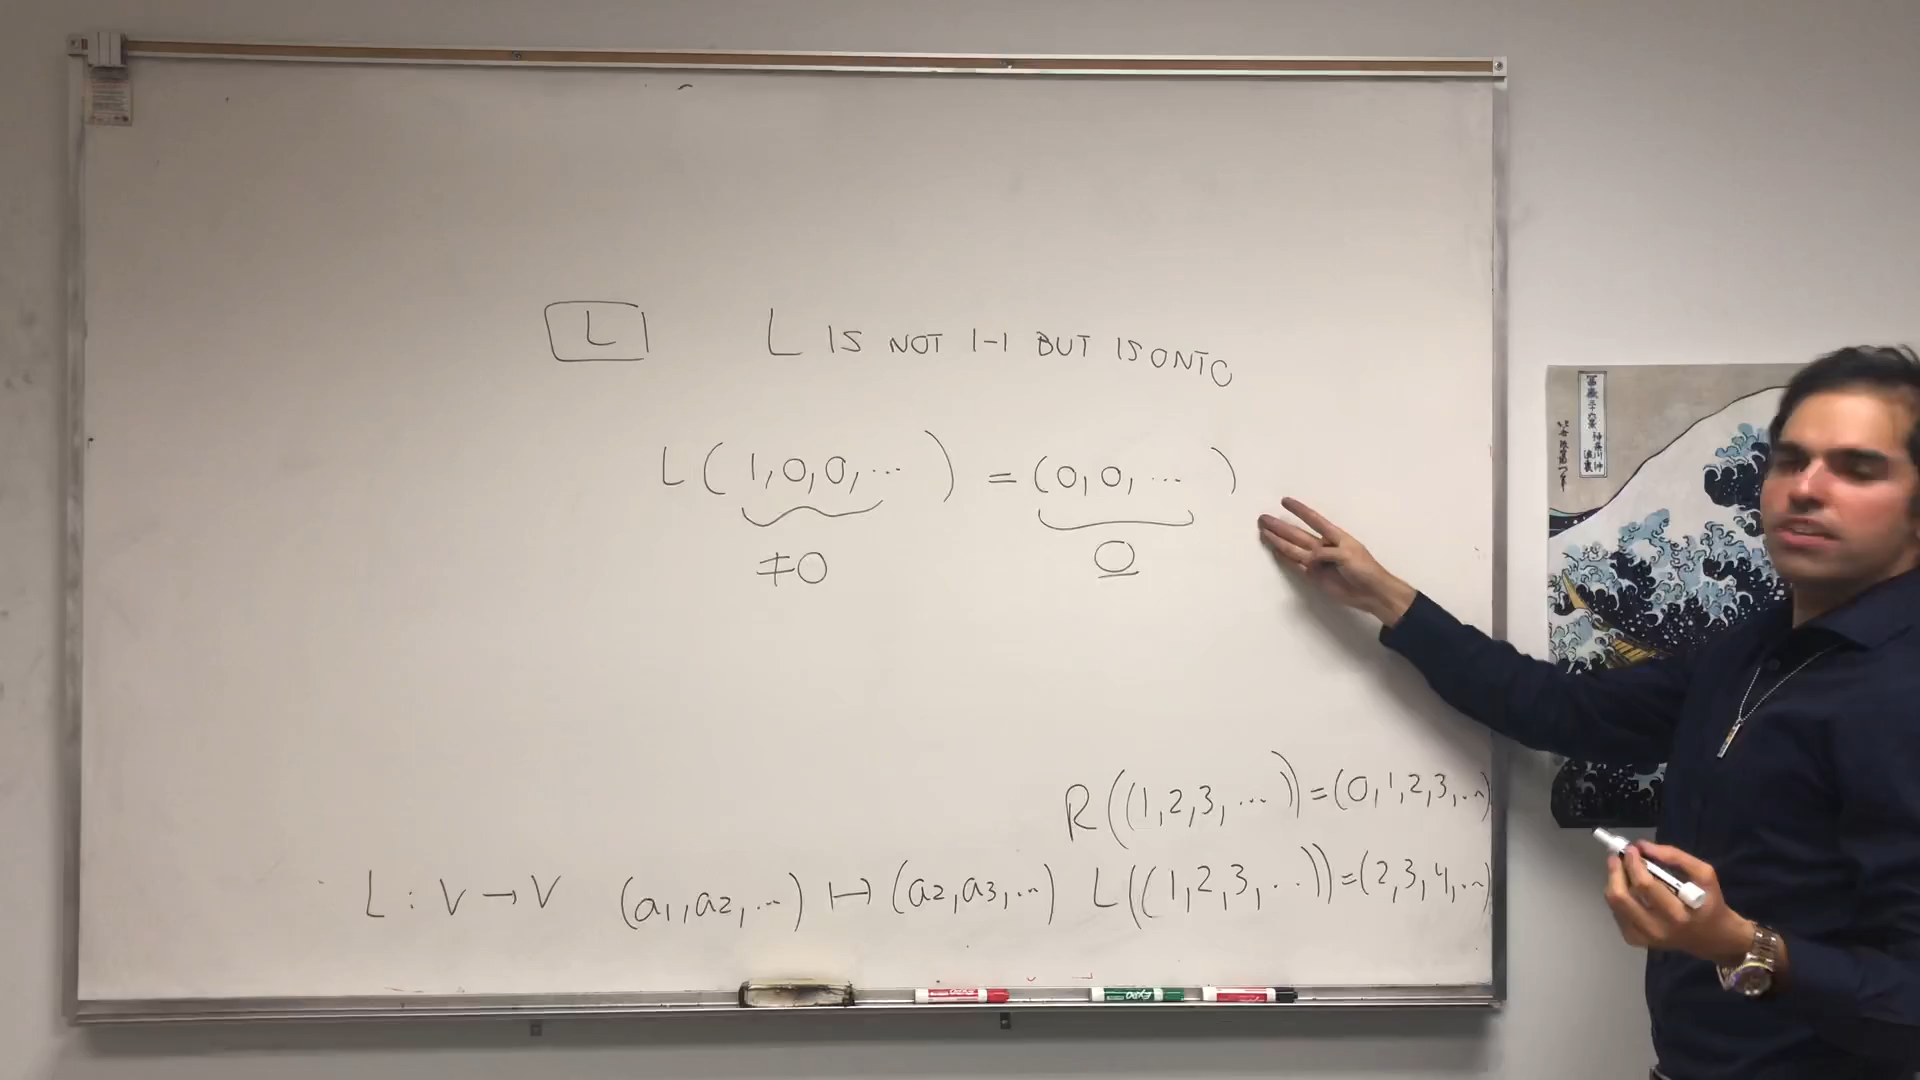 L L IS NOT 1-1 BUT IS ONTO
L(1,0,0,...) = (0,0,...)
≠0 0
R((1,2,3,...)) = (0,1,2,3,...)
L : V → V (a1,a2,...) ↦ (a2,a3,...) L((1,2,3,...)) = (2,3,4,...)
EXPO